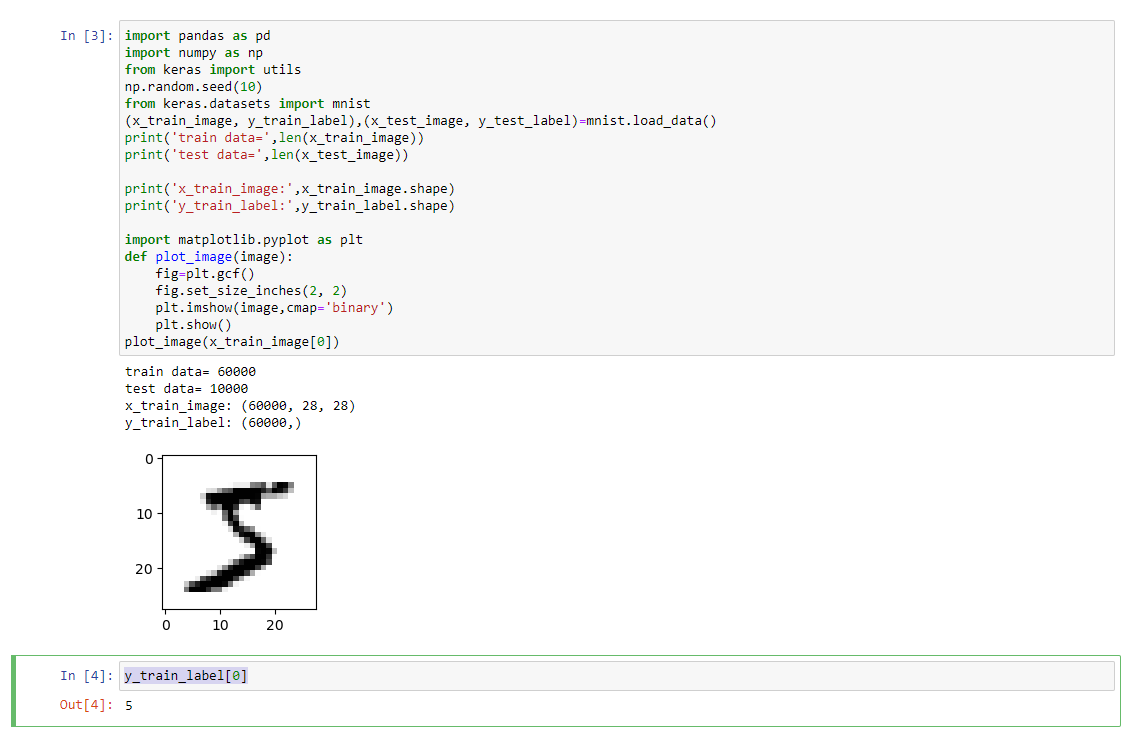 In [3]: import pandas as pd
import numpy as np
from keras import utils
np.random.seed(10)
from keras.datasets import mnist
(x_train_image, y_train_label),(x_test_image, y_test_label)=mnist.load_data()
print('train data=',len(x_train_image))
print('test data=',len(x_test_image))

print('x_train_image:',x_train_image.shape)
print('y_train_label:',y_train_label.shape)

import matplotlib.pyplot as plt
def plot_image(image):
    fig=plt.gcf()
    fig.set_size_inches(2, 2)
    plt.imshow(image,cmap='binary')
    plt.show()
plot_image(x_train_image[0])
train data= 60000
test data= 10000
x_train_image: (60000, 28, 28)
y_train_label: (60000,)
0
10
20
5
0 10 20
In [4]: y_train_label[0]
Out[4]: 5